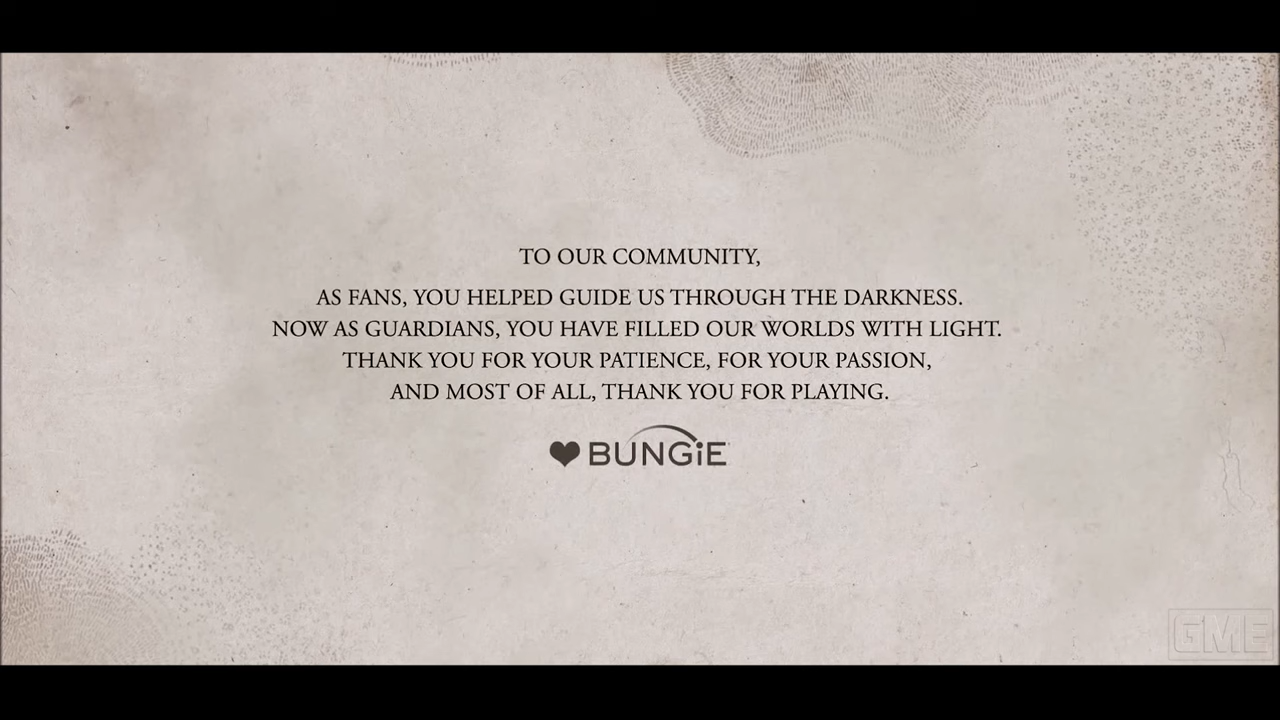 TO OUR COMMUNITY,
AS FANS, YOU HELPED GUIDE US THROUGH THE DARKNESS.
NOW AS GUARDIANS, YOU HAVE FILLED OUR WORLDS WITH LIGHT.
THANK YOU FOR YOUR PATIENCE, FOR YOUR PASSION,
AND MOST OF ALL, THANK YOU FOR PLAYING.
BUNGiE
GME